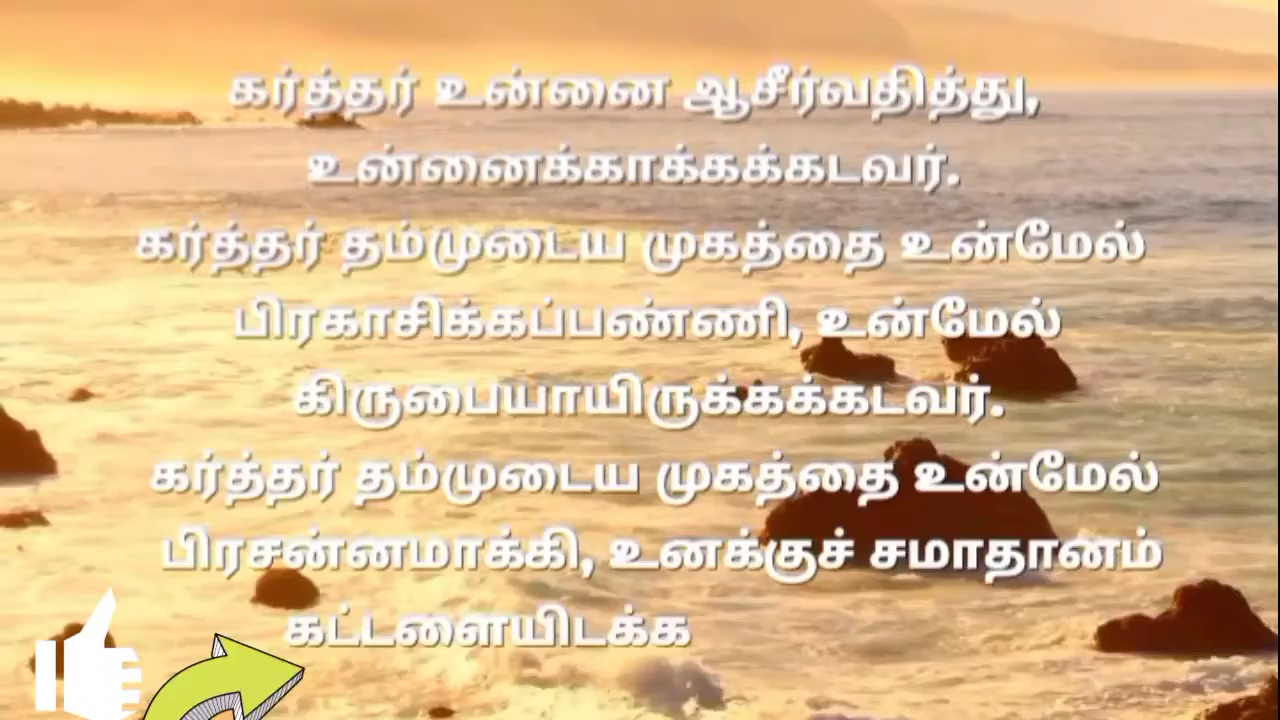 கர்த்தர் உன்னை ஆசீர்வதித்து,
உன்னைக்காக்கக்கடவர்.
கர்த்தர் தம்முடைய முகத்தை உன்மேல்
பிரகாசிக்கப்பண்ணி, உன்மேல்
கிருபையாயிருக்கக்கடவர்.
கர்த்தர் தம்முடைய முகத்தை உன்மேல்
பிரசன்னமாக்கி, உனக்குச் சமாதானம்
கட்டளையிடக்க